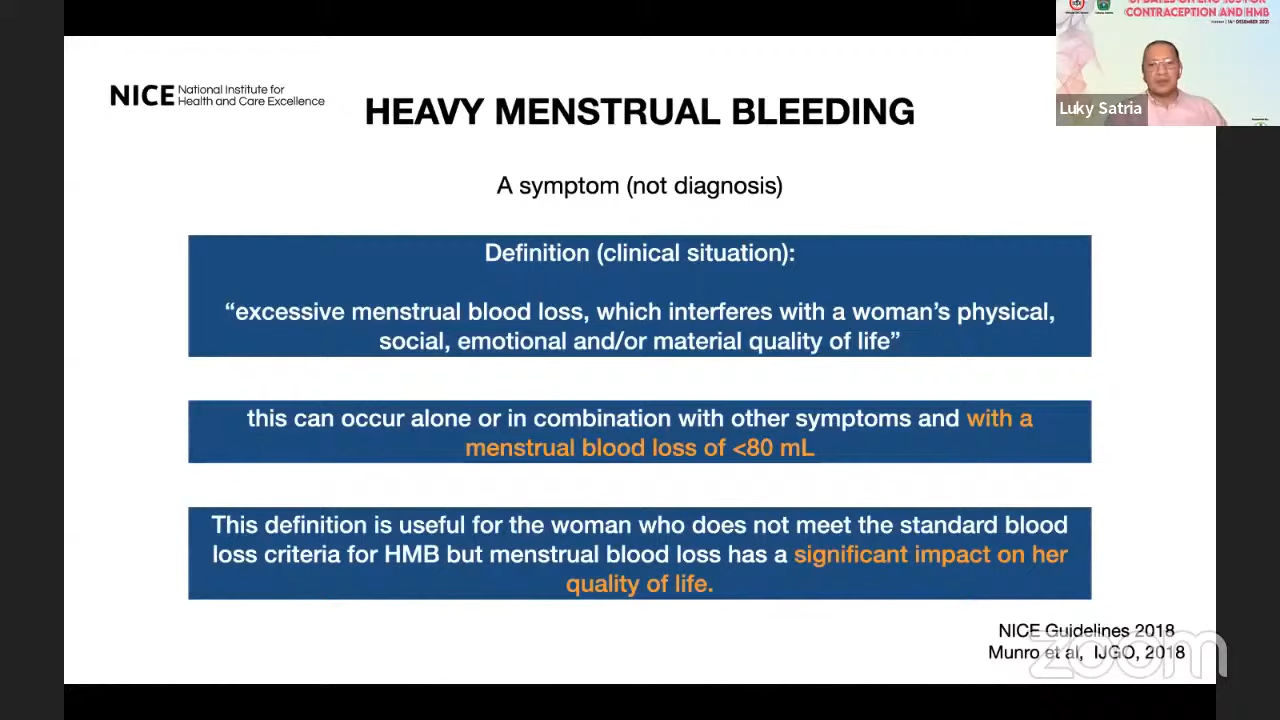 NICE National Institute for
Health and Care Excellence
HEAVY MENSTRUAL BLEEDING
A symptom (not diagnosis)
Definition (clinical situation):
“excessive menstrual blood loss, which interferes with a woman’s physical,
social, emotional and/or material quality of life”
this can occur alone or in combination with other symptoms and with a
menstrual blood loss of <80 mL
This definition is useful for the woman who does not meet the standard blood
loss criteria for HMB but menstrual blood loss has a significant impact on her
quality of life.
NICE Guidelines 2018
Munro et al, IJGO, 2018
zoom
CONTRACEPTION AND HMB
Luky Satria